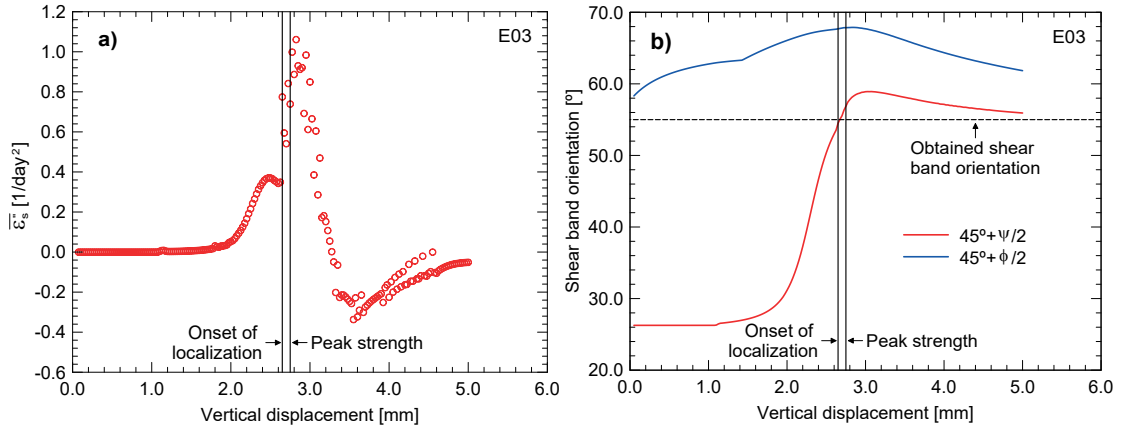 a)
E03
1.2
1.0
0.8
0.6
0.4
0.2
0.0
-0.2
-0.4
-0.6
ε̅s'' [1/day²]
Onset of
localization
Peak strength
0.0 1.0 2.0 3.0 4.0 5.0 6.0
Vertical displacement [mm]
b)
E03
70.0
60.0
50.0
40.0
30.0
20.0
Shear band orientation [º]
Obtained shear
band orientation
45º+ψ/2
45º+ϕ/2
Onset of
localization
Peak strength
0.0 1.0 2.0 3.0 4.0 5.0 6.0
Vertical displacement [mm]